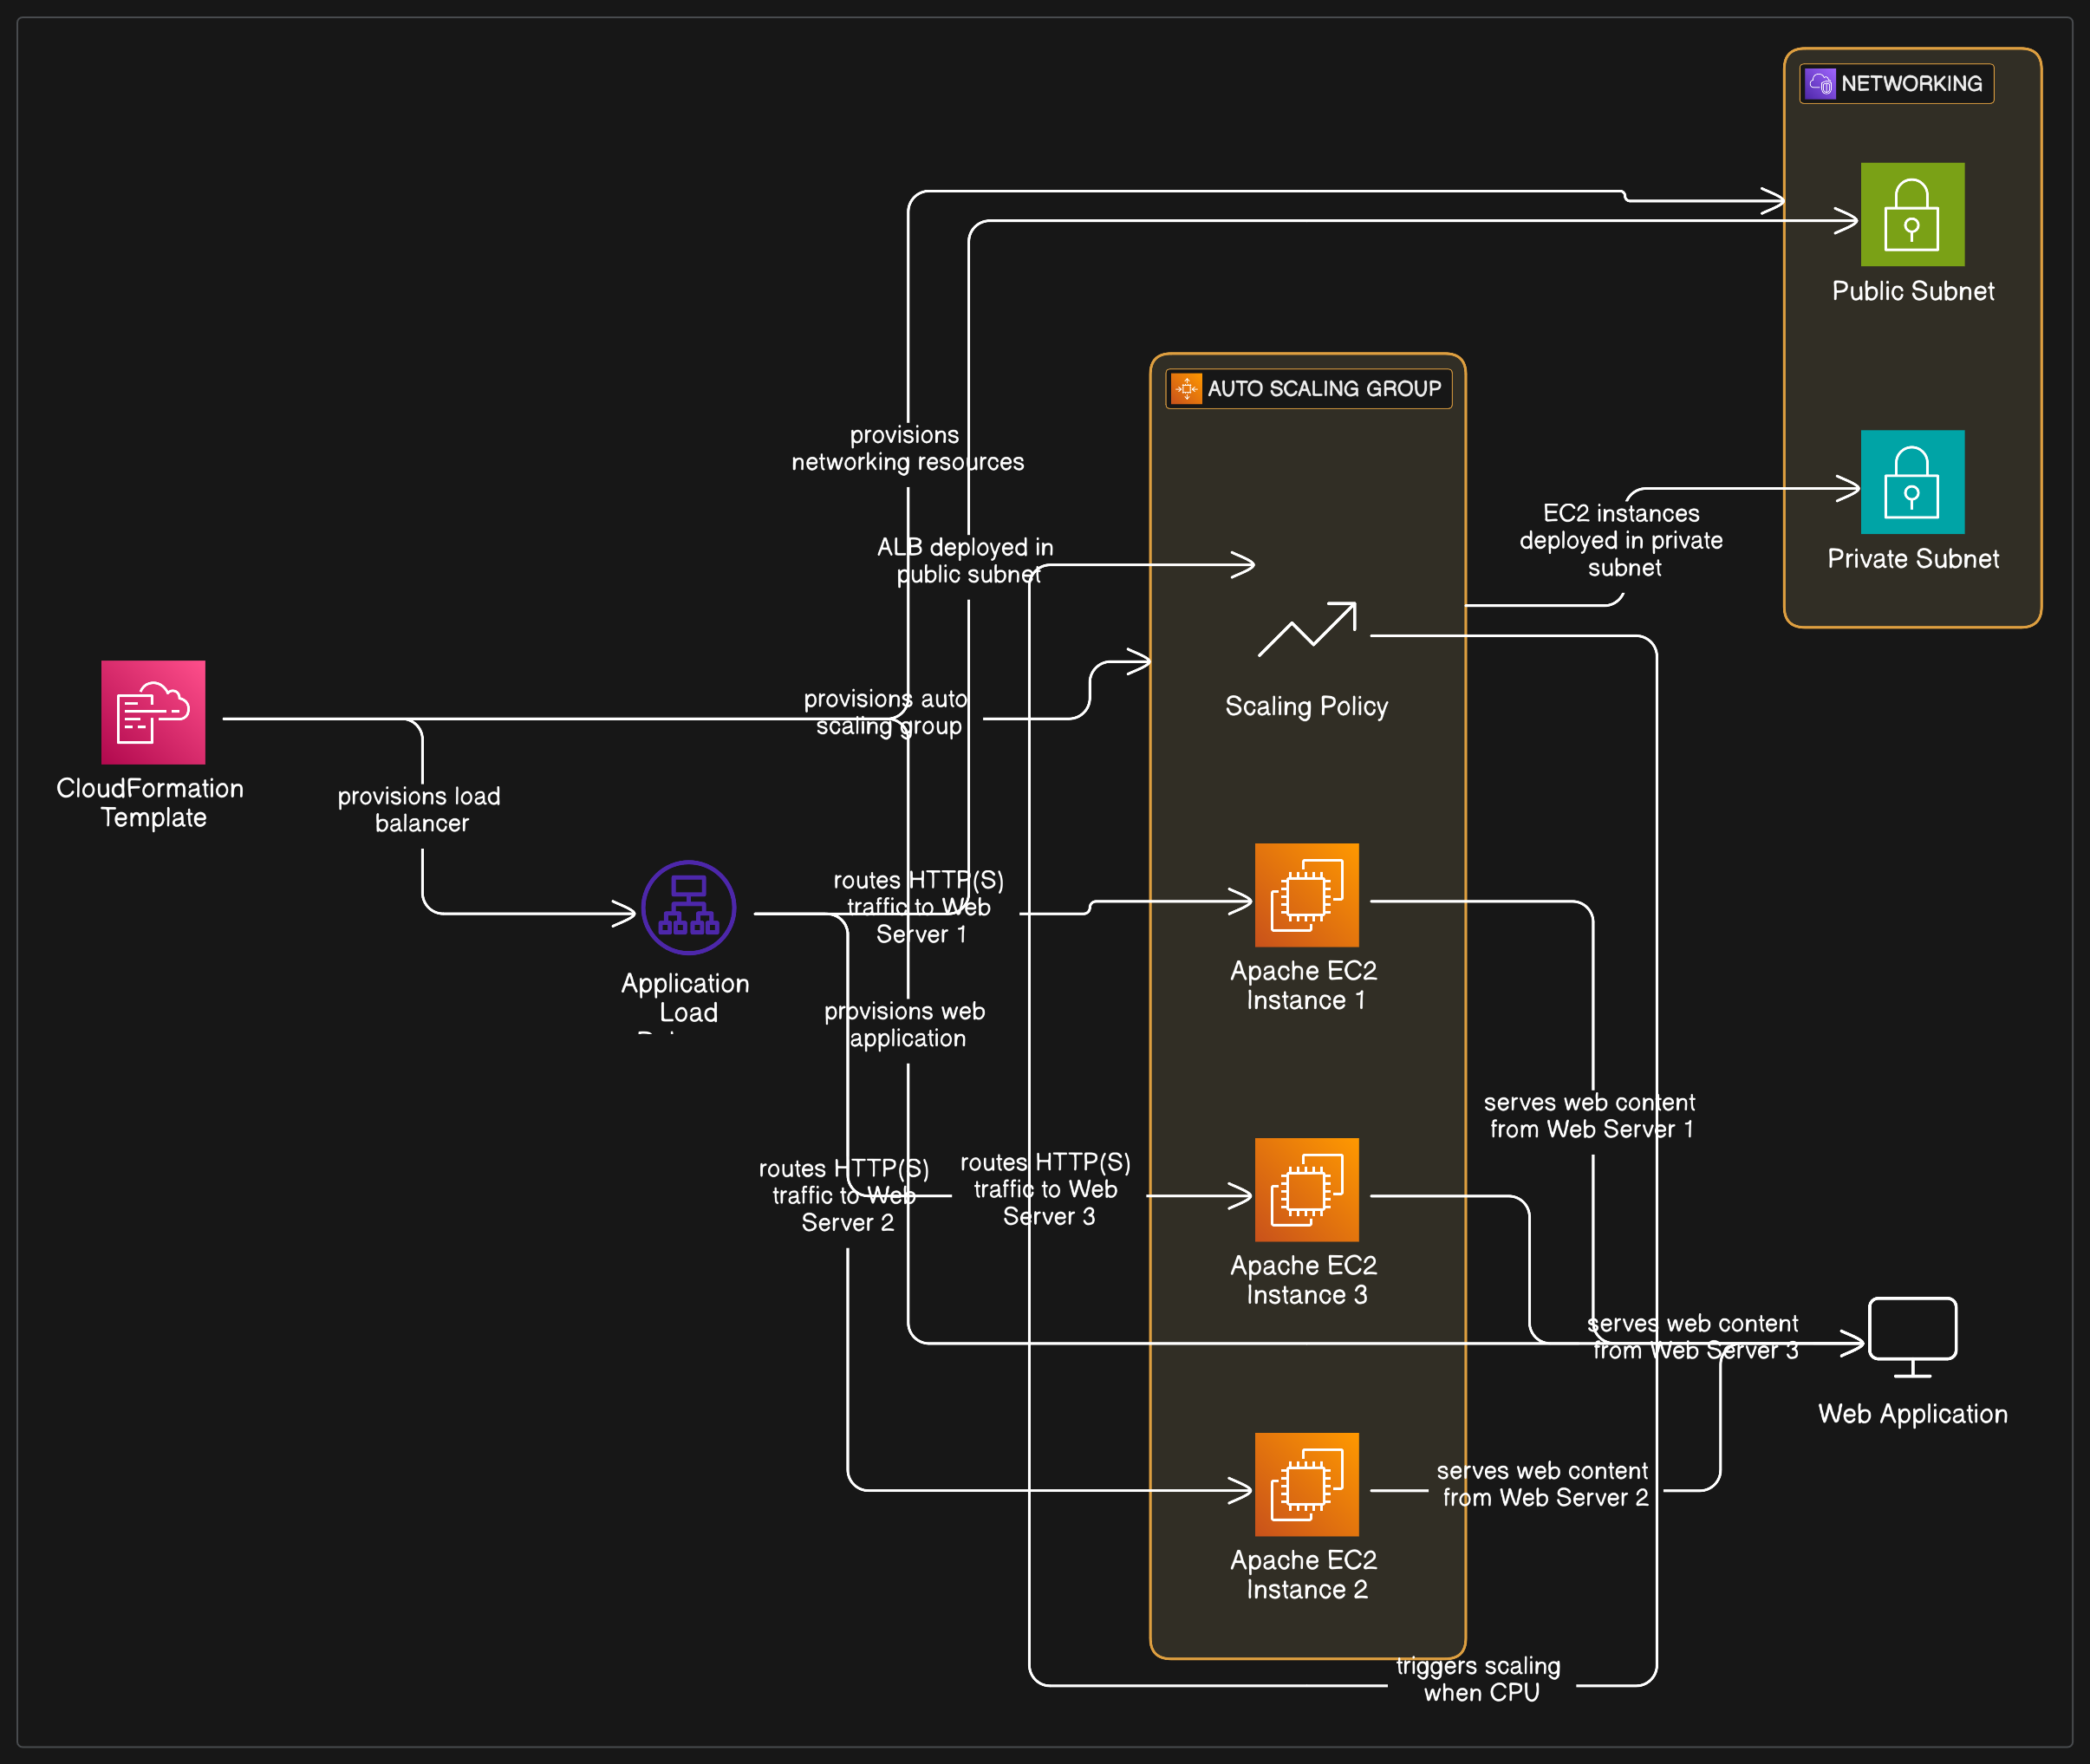 NETWORKING
Public Subnet
AUTO SCALING GROUP
provisions
networking resources
EC2 instances
deployed in private
subnet
Private Subnet
ALB deployed in
public subnet
provisions auto
scaling group
Scaling Policy
CloudFormation
Template
provisions load
balancer
routes HTTP(S)
traffic to Web
Server 1
Application
Load
Apache EC2
Instance 1
provisions web
application
serves web content
from Web Server 1
routes HTTP(S)
traffic to Web
Server 2
routes HTTP(S)
traffic to Web
Server 3
Apache EC2
Instance 3
serves web content
from Web Server 3
Web Application
serves web content
from Web Server 2
Apache EC2
Instance 2
triggers scaling
when CPU